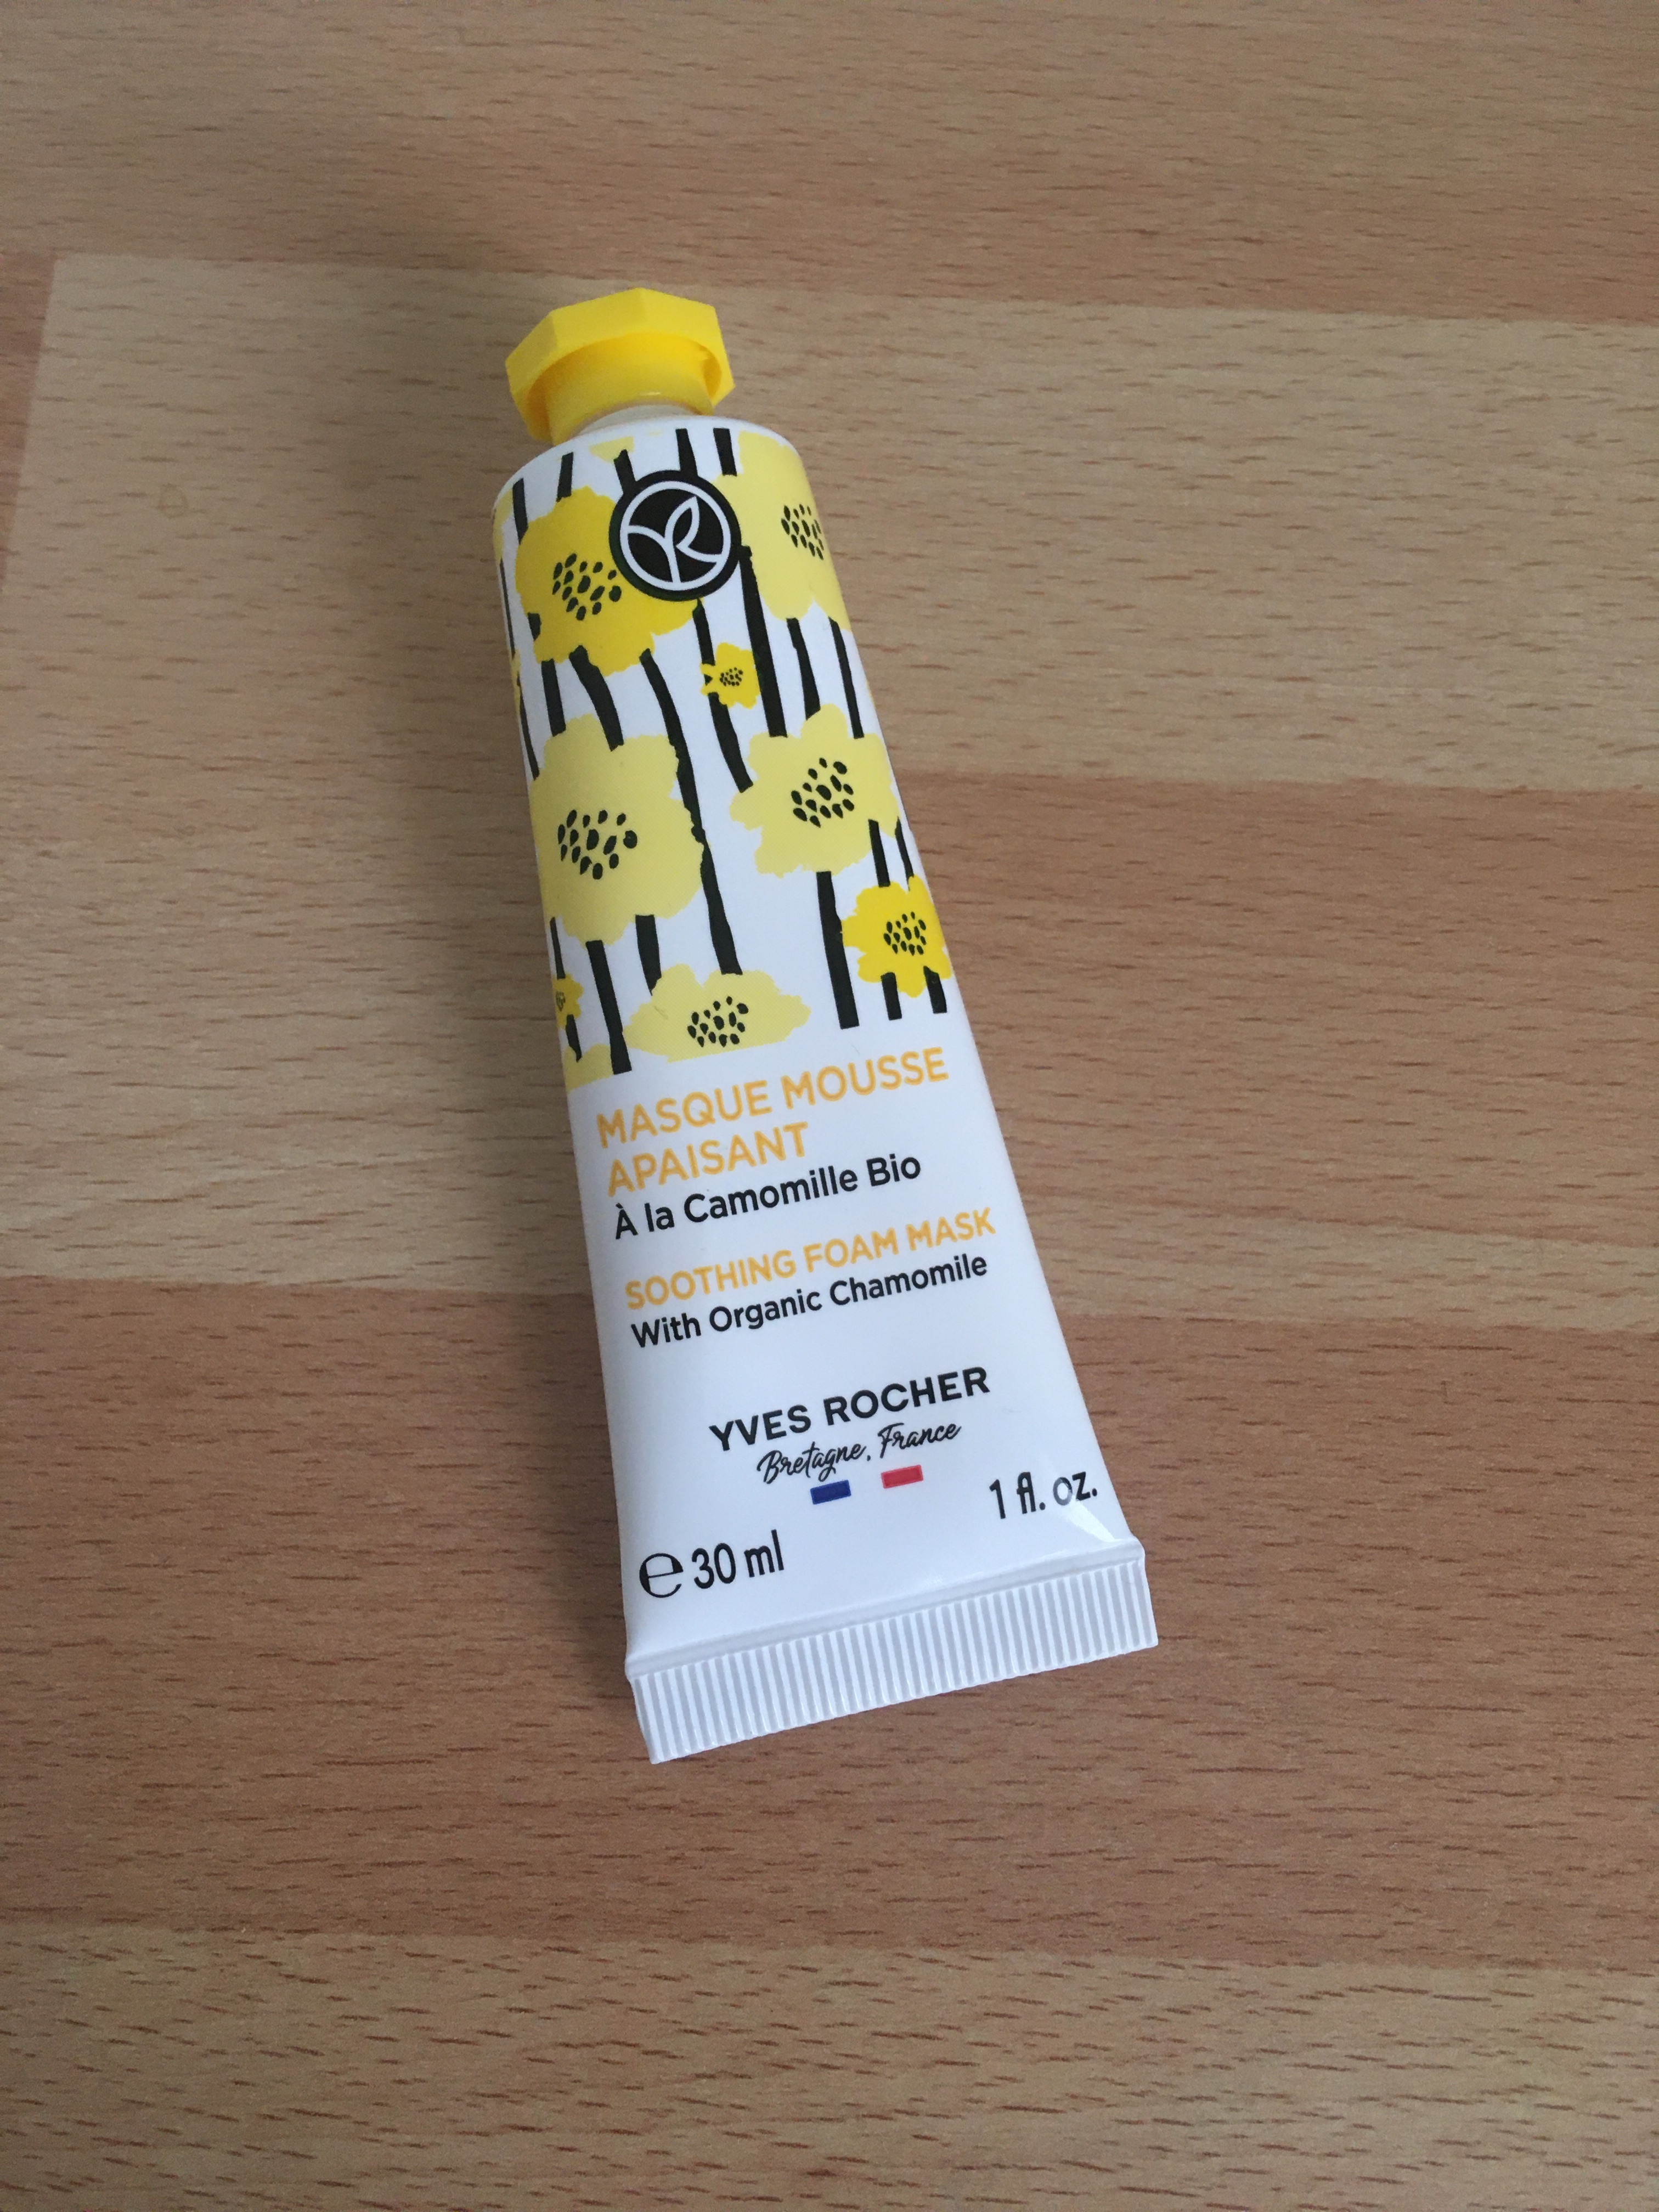 YR
MASQUE MOUSSE
APAISANT
À la Camomille Bio
SOOTHING FOAM MASK
With Organic Chamomile
YVES ROCHER
Bretagne, France
1 fl. oz.
℮ 30 ml